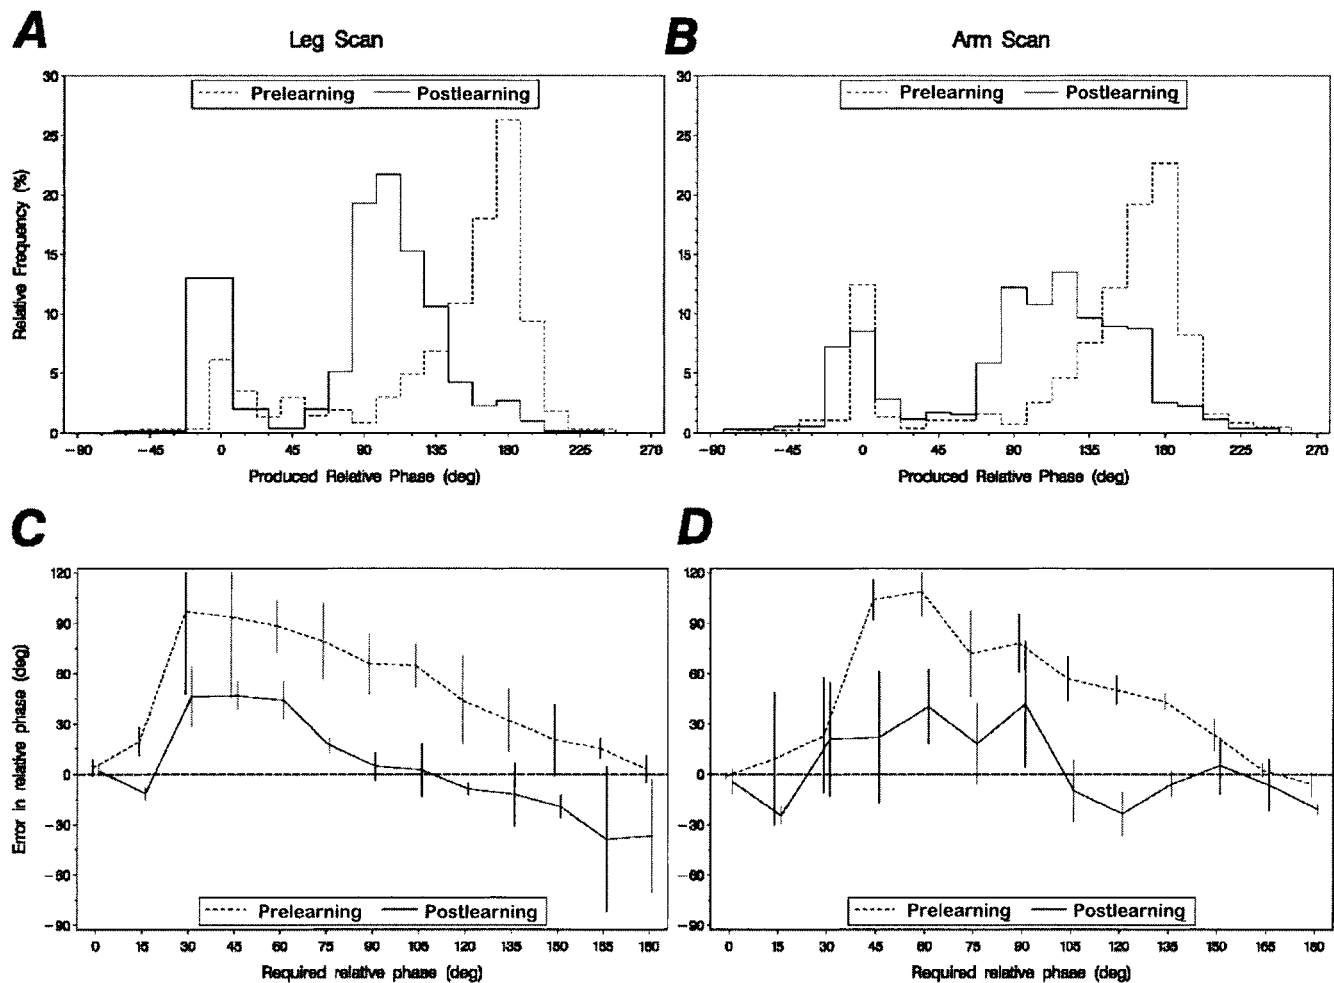 A
Leg Scan
B
Arm Scan
Prelearning Postlearning
Prelearning Postlearning
30
25
20
15
10
5
0
30
25
20
15
10
5
0
Relative Frequency (%)
-90 -45 0 45 90 135 180 225 270
-90 -45 0 45 90 135 180 225 270
Produced Relative Phase (deg)
Produced Relative Phase (deg)
C
D
120
90
60
30
0
-30
-60
-90
120
90
60
30
0
-30
-60
-90
Error in relative phase (deg)
Prelearning Postlearning
Prelearning Postlearning
0 15 30 45 60 75 90 105 120 135 150 165 180
0 15 30 45 60 75 90 105 120 135 150 165 180
Required relative phase (deg)
Required relative phase (deg)